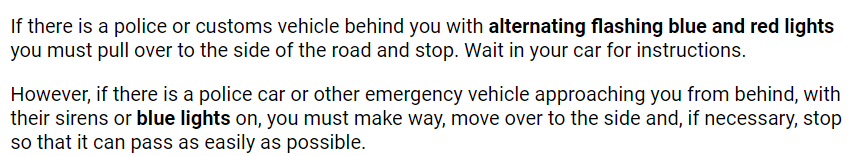 If there is a police or customs vehicle behind you with alternating flashing blue and red lights
you must pull over to the side of the road and stop. Wait in your car for instructions.
However, if there is a police car or other emergency vehicle approaching you from behind, with
their sirens or blue lights on, you must make way, move over to the side and, if necessary, stop
so that it can pass as easily as possible.